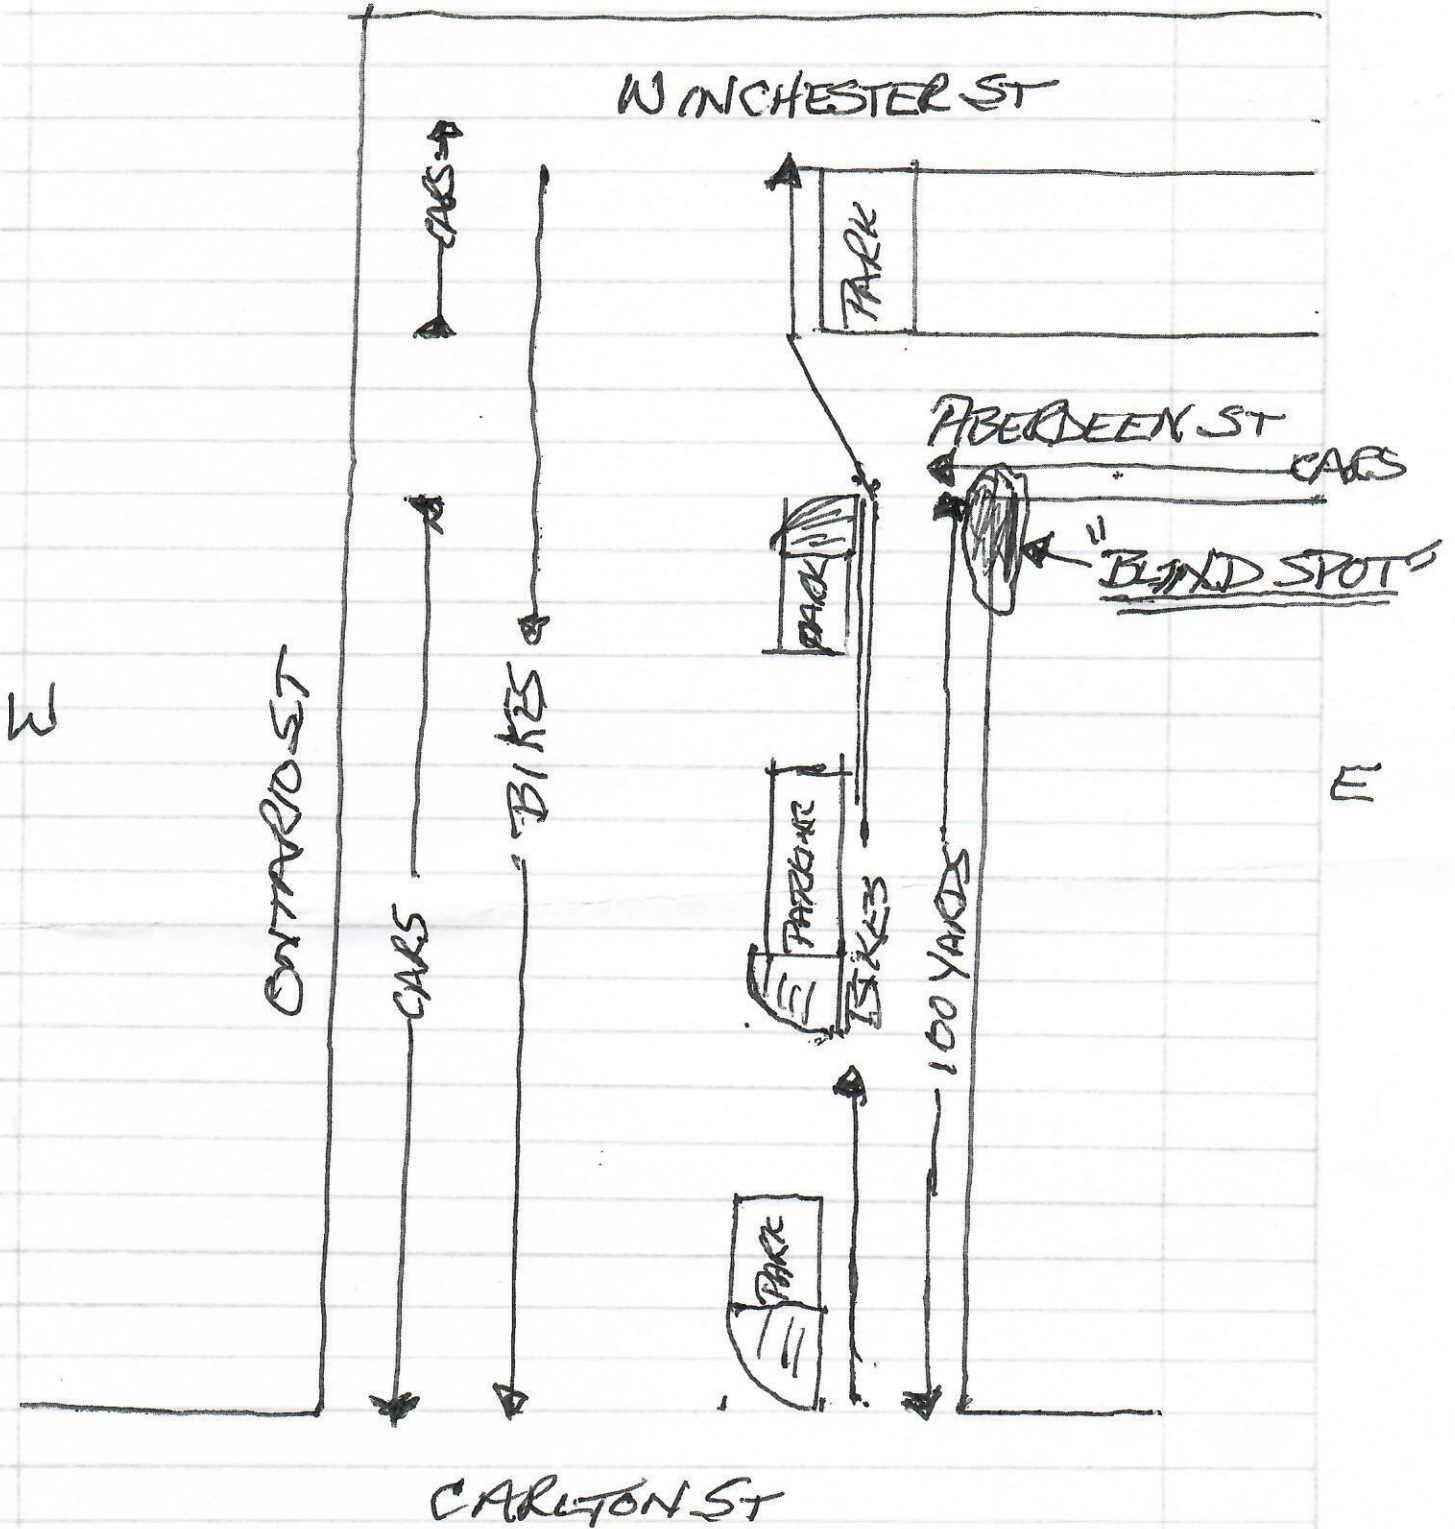 WINCHESTER ST
CARS
PARK
ABERDEEN ST
CARS
"BLIND SPOT"
PARK
W
ONTARIO ST
BIKES
E
PARKING
CARS
BIKES
100 YARDS
PARK
CARLTON ST